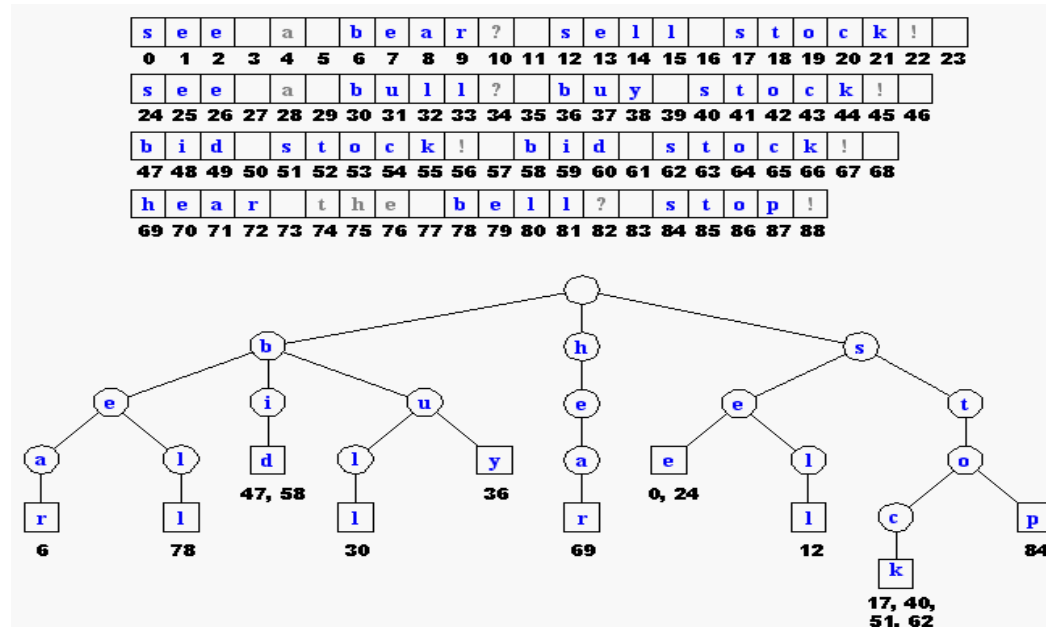 s e e a b e a r ? s e l l s t o c k !
0 1 2 3 4 5 6 7 8 9 10 11 12 13 14 15 16 17 18 19 20 21 22 23
s e e a b u l l ? b u y s t o c k !
24 25 26 27 28 29 30 31 32 33 34 35 36 37 38 39 40 41 42 43 44 45 46
b i d s t o c k ! b i d s t o c k !
47 48 49 50 51 52 53 54 55 56 57 58 59 60 61 62 63 64 65 66 67 68
h e a r t h e b e l l ? s t o p !
69 70 71 72 73 74 75 76 77 78 79 80 81 82 83 84 85 86 87 88
b h s
e i u e e t
a l d l y a e l o
47, 58 36 0, 24
r l l r l c p
6 78 30 69 12 84
k
17, 40,
51, 62